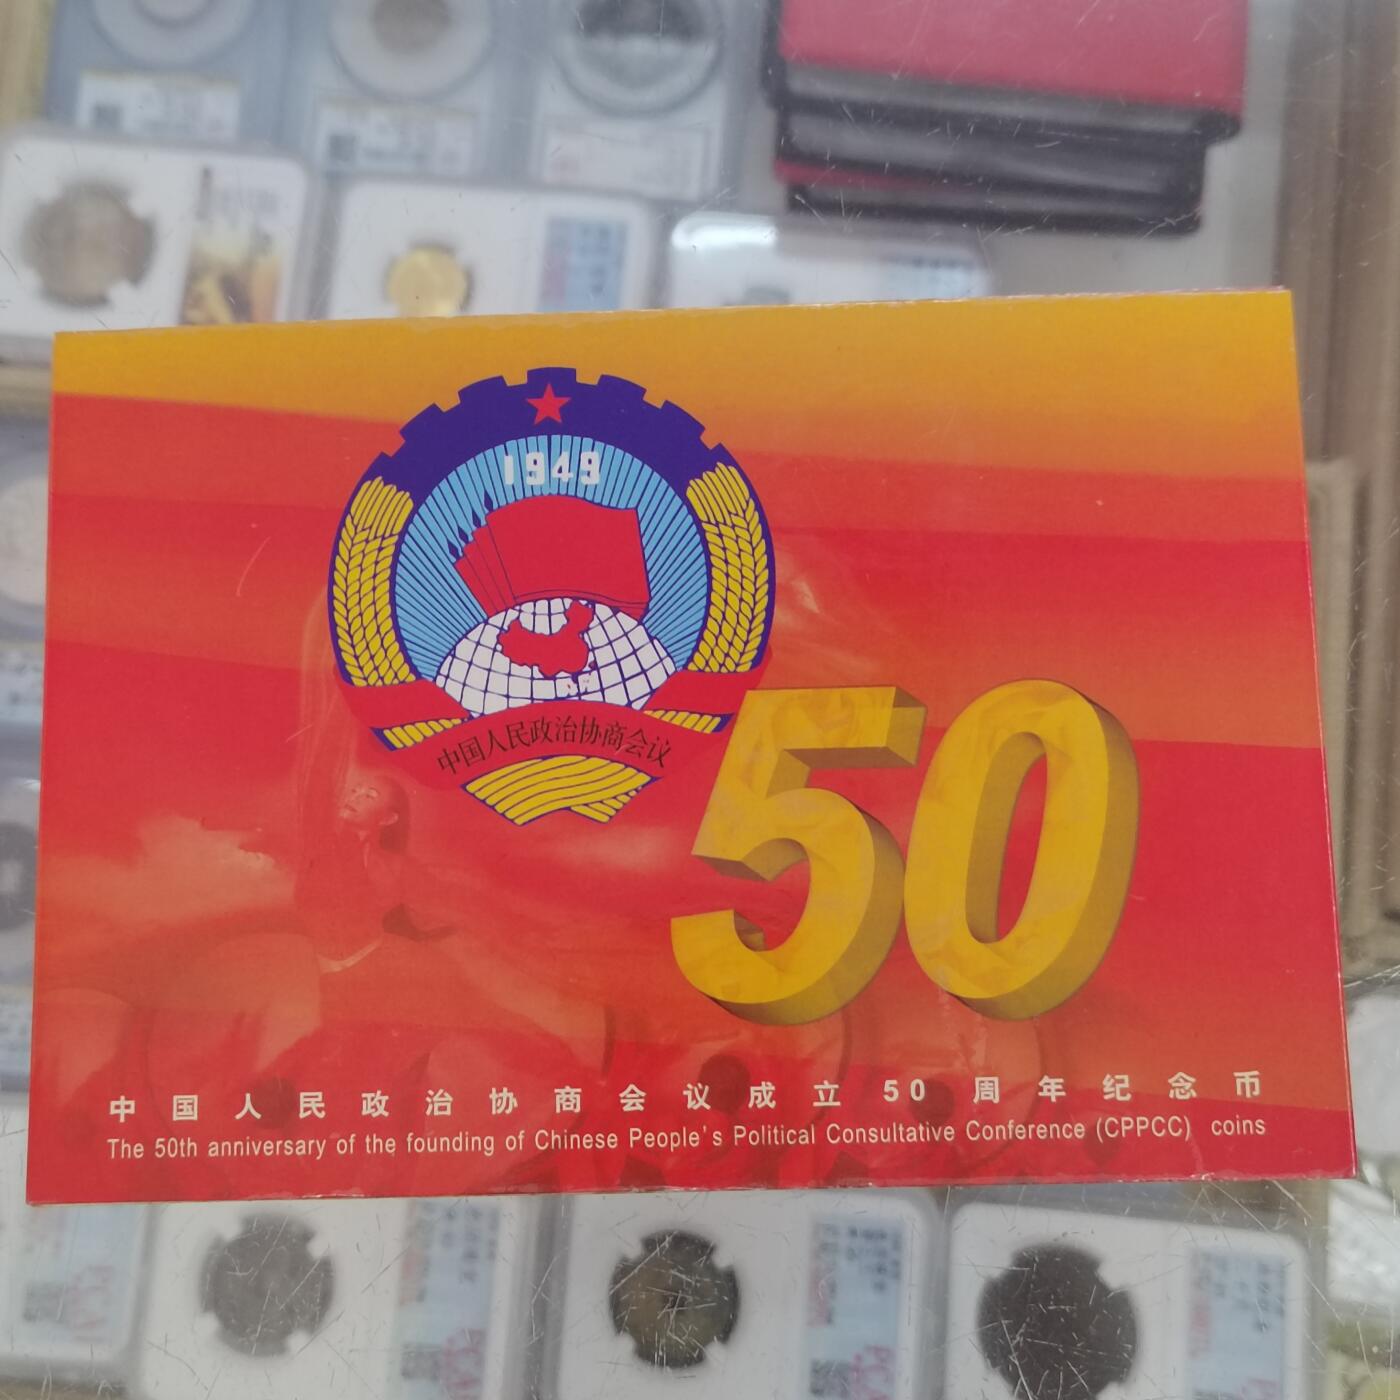 1949
中国人民政治协商会议
50
中国人民政治协商会议成立50周年纪念币
The 50th anniversary of the founding of Chinese People's Political Consultative Conference (CPPCC) coins